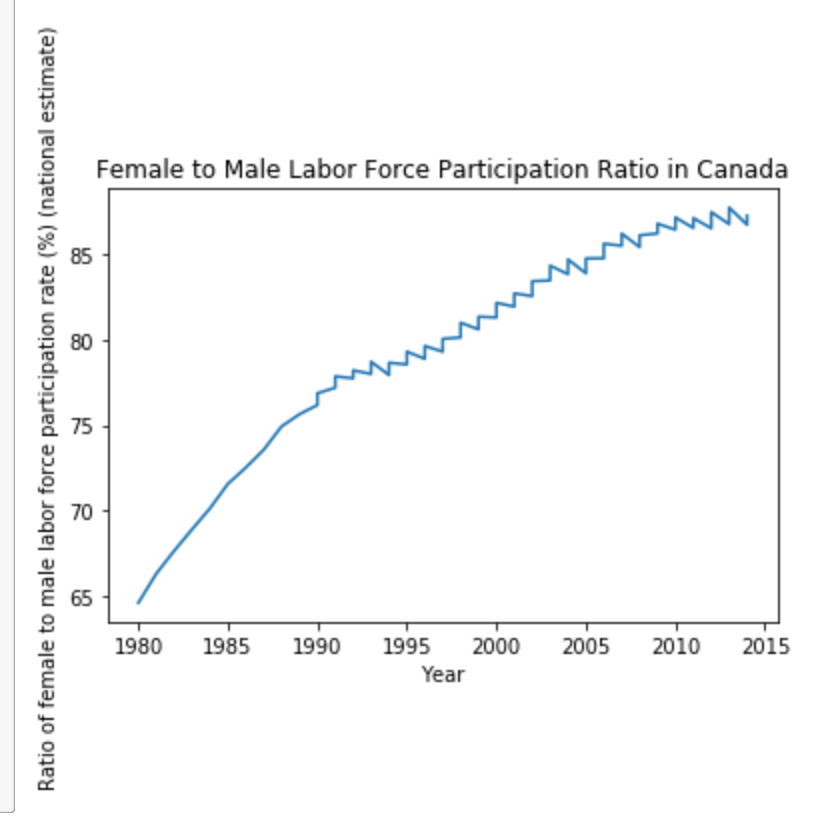 Female to Male Labor Force Participation Ratio in Canada
Ratio of female to male labor force participation rate (%) (national estimate)
85
80
75
70
65
1980 1985 1990 1995 2000 2005 2010 2015
Year